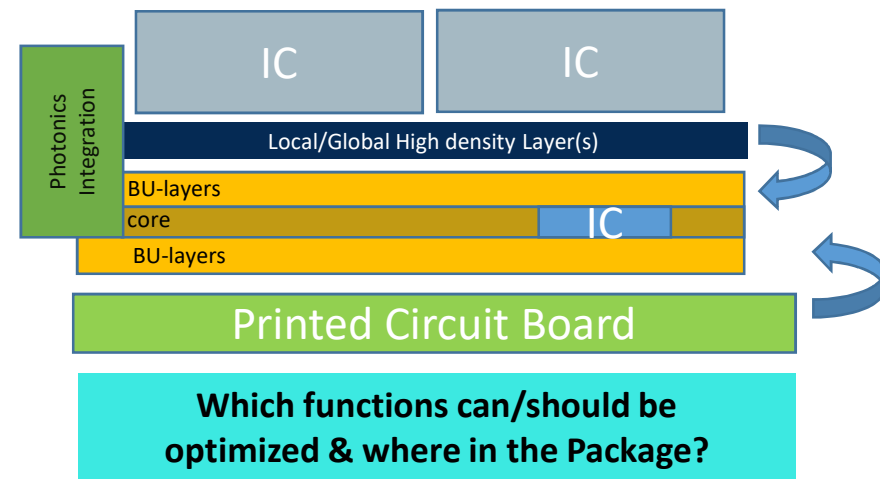 IC
IC
Photonics
Integration
Local/Global High density Layer(s)
BU-layers
core
IC
BU-layers
Printed Circuit Board
Which functions can/should be
optimized & where in the Package?